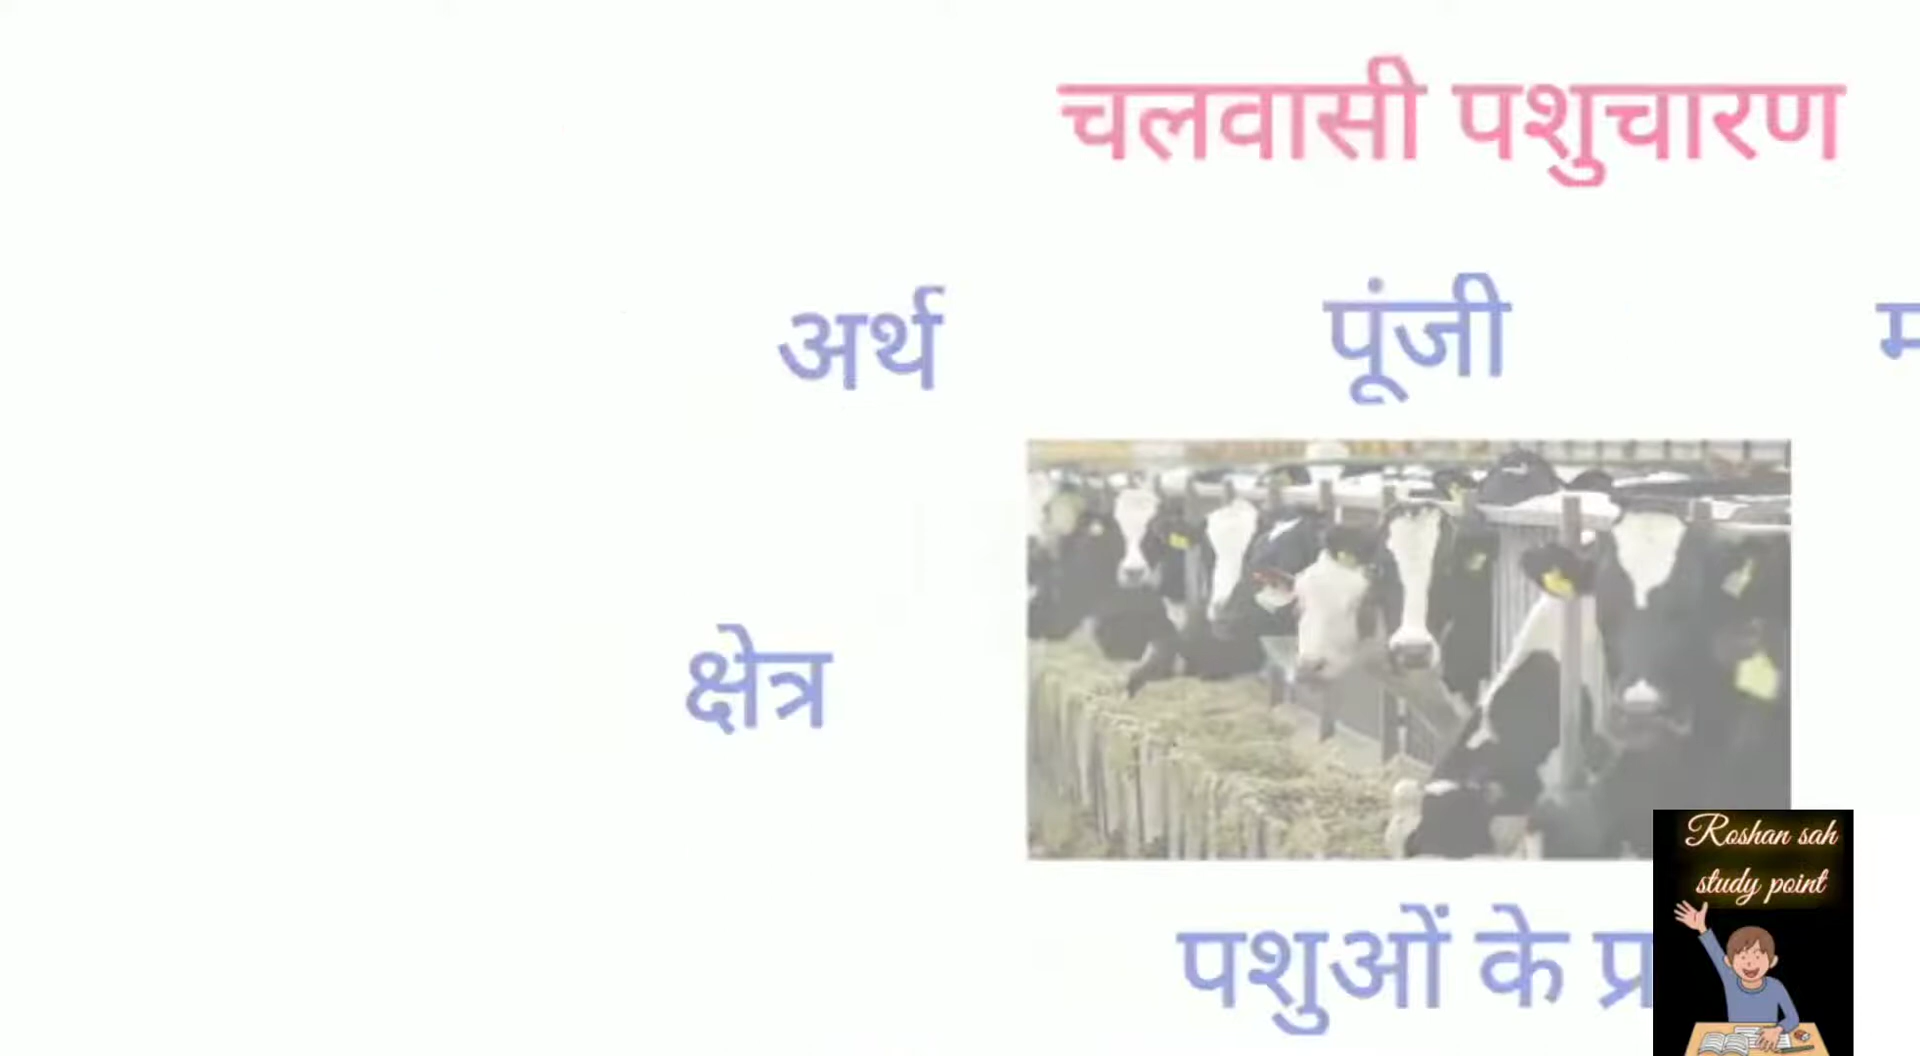 चलवासी पशुचारण
अर्थ पूंजी
क्षेत्र
पशुओं के
Roshan sah
study point